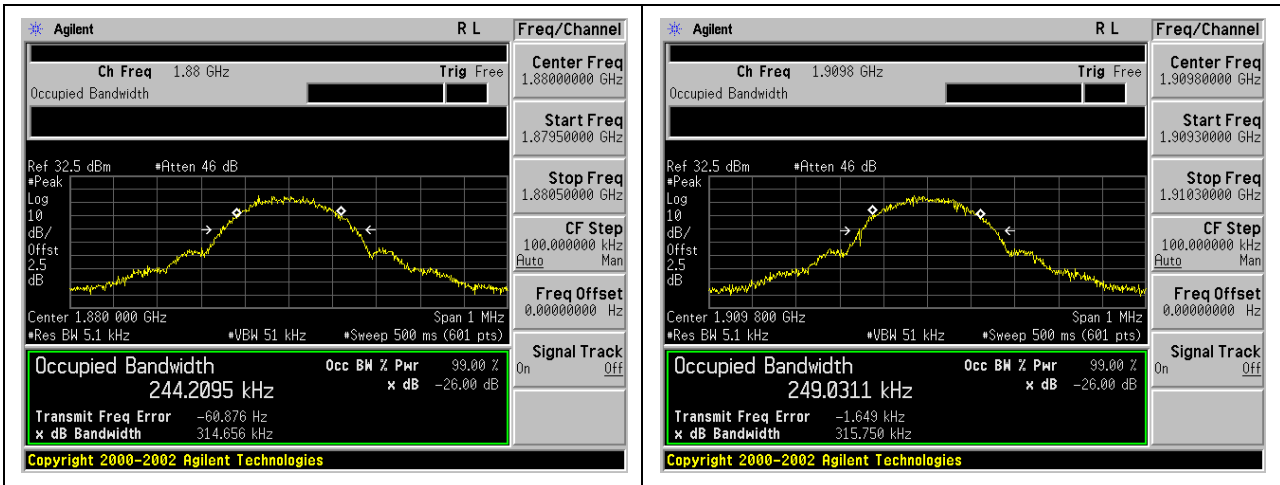 Agilent R L Freq/Channel
Ch Freq 1.88 GHz Trig Free
Occupied Bandwidth
Center Freq
1.88000000 GHz
Start Freq
1.87950000 GHz
Stop Freq
1.88050000 GHz
CF Step
100.000000 kHz
Auto Man
Freq Offset
0.00000000 Hz
Signal Track
On Off
Ref 32.5 dBm #Atten 46 dB
#Peak
Log
10
dB/
Offst
2.5
dB
Center 1.880 000 GHz Span 1 MHz
#Res BW 5.1 kHz #VBW 51 kHz #Sweep 500 ms (601 pts)
Occupied Bandwidth Occ BW % Pwr 99.00 %
244.2095 kHz x dB -26.00 dB
Transmit Freq Error -60.876 Hz
x dB Bandwidth 314.656 kHz
Copyright 2000-2002 Agilent Technologies
Agilent R L Freq/Channel
Ch Freq 1.9098 GHz Trig Free
Occupied Bandwidth
Center Freq
1.90980000 GHz
Start Freq
1.90930000 GHz
Stop Freq
1.91030000 GHz
CF Step
100.000000 kHz
Auto Man
Freq Offset
0.00000000 Hz
Signal Track
On Off
Ref 32.5 dBm #Atten 46 dB
#Peak
Log
10
dB/
Offst
2.5
dB
Center 1.909 800 GHz Span 1 MHz
#Res BW 5.1 kHz #VBW 51 kHz #Sweep 500 ms (601 pts)
Occupied Bandwidth Occ BW % Pwr 99.00 %
249.0311 kHz x dB -26.00 dB
Transmit Freq Error -1.649 kHz
x dB Bandwidth 315.750 kHz
Copyright 2000-2002 Agilent Technologies